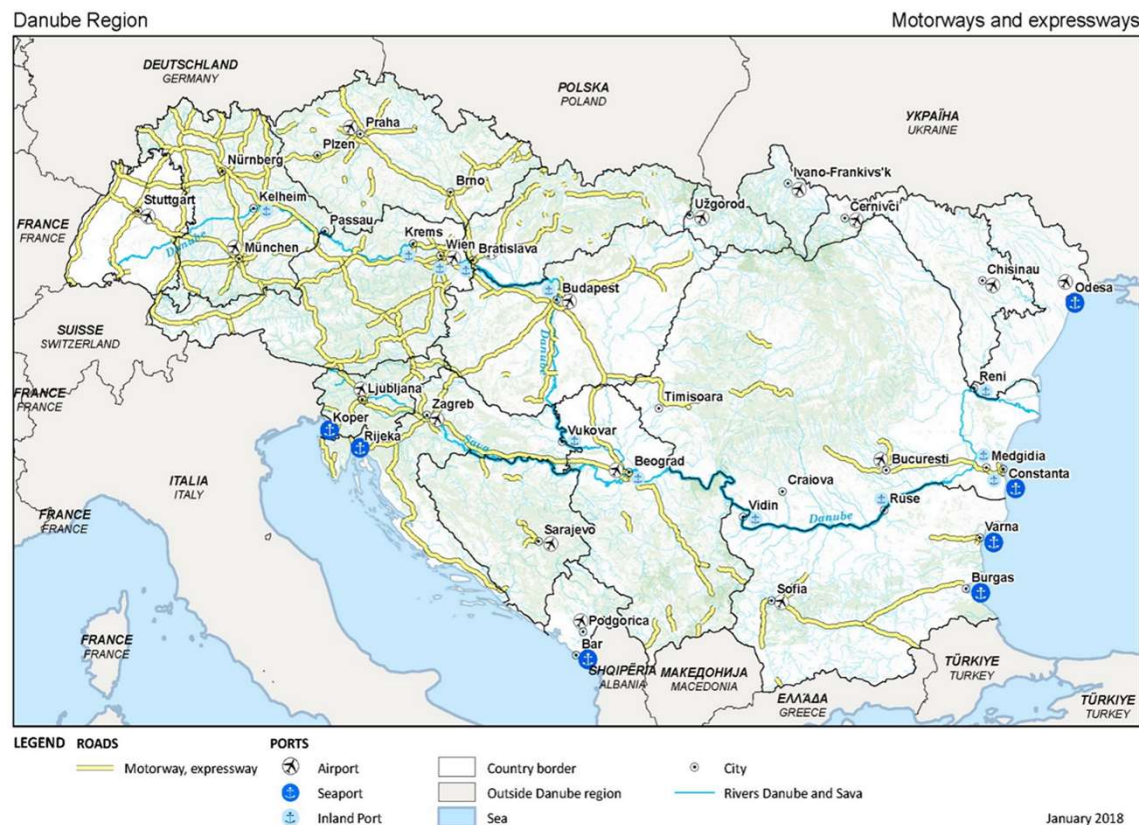 Danube Region
Motorways and expressways
DEUTSCHLAND
GERMANY
POLSKA
POLAND
УКРАЇНА
UKRAINE
Praha
Plzen
Nürnberg
Brno
Ivano-Frankivs'k
Stuttgart
Kelheim
Užgorod
Černivci
FRANCE
FRANCE
Danube
Passau
Krems
Wien
Bratislava
München
Chisinau
Odesa
Budapest
SUISSE
SWITZERLAND
Danube
FRANCE
FRANCE
Ljubljana
Zagreb
Timisoara
Reni
Koper
Rijeka
Sava
Vukovar
Beograd
Bucuresti
Medgidia
Constanta
ITALIA
ITALY
Craiova
Ruse
Vidin
Danube
FRANCE
FRANCE
Sarajevo
Varna
Burgas
Sofia
Podgorica
FRANCE
FRANCE
Bar
SHQIPËRIA
ALBANIA
МАКЕДОНИЈА
MACEDONIA
ΕΛΛΆΔΑ
GREECE
TÜRKIYE
TURKEY
TÜRKIYE
TURKEY
LEGEND ROADS PORTS
Motorway, expressway
Airport
Country border
City
Seaport
Outside Danube region
Rivers Danube and Sava
Inland Port
Sea
January 2018